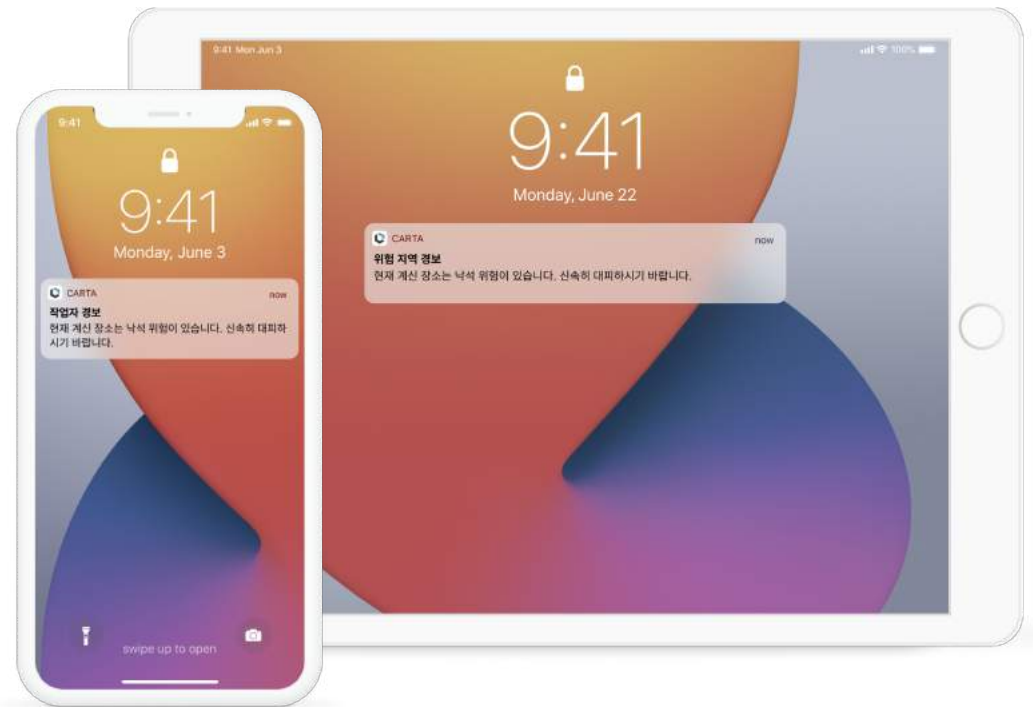 9:41
9:41
Monday, June 3
CARTA
now
작업자 경보
현재 계신 장소는 낙석 위험이 있습니다. 신속히 대피하
시기 바랍니다.
swipe up to open
9:41 Mon Jun 3
100%
9:41
Monday, June 22
CARTA
now
위험 지역 경보
현재 계신 장소는 낙석 위험이 있습니다. 신속히 대피하시기 바랍니다.